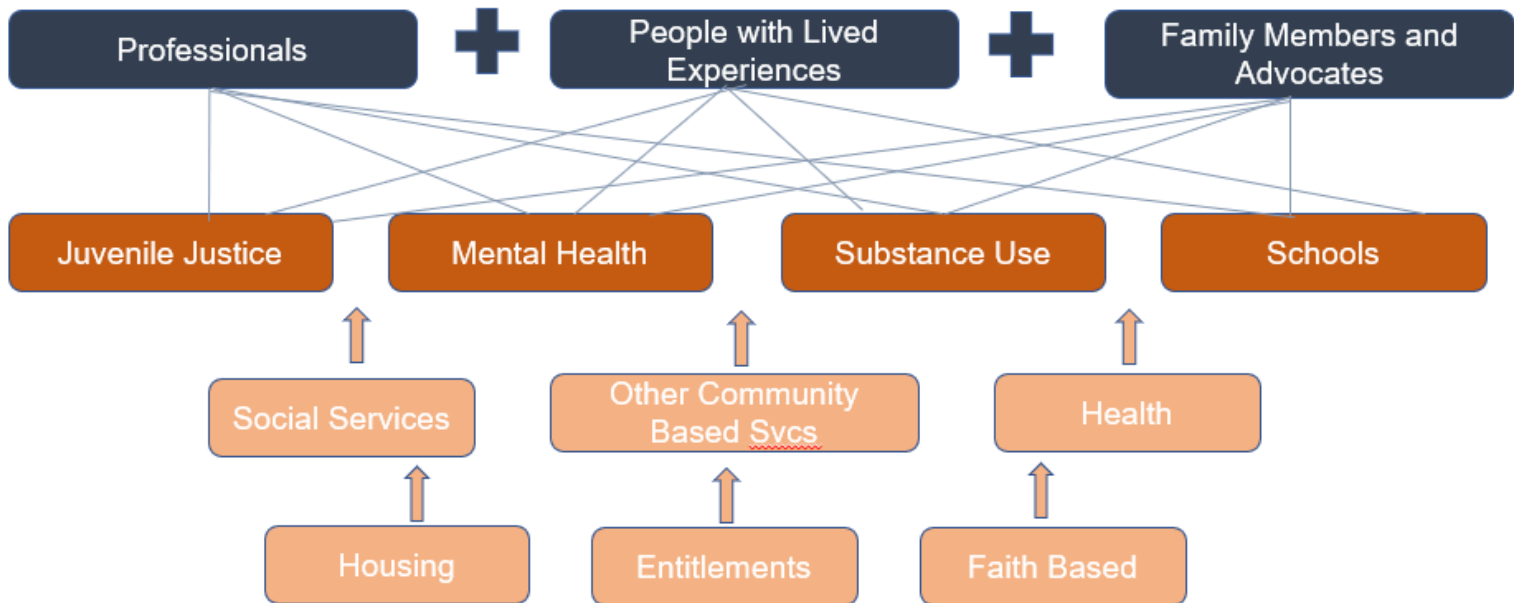 Professionals
People with Lived
Experiences
Family Members and
Advocates
Juvenile Justice
Mental Health
Substance Use
Schools
Social Services
Other Community
Based Svcs
Health
Housing
Entitlements
Faith Based